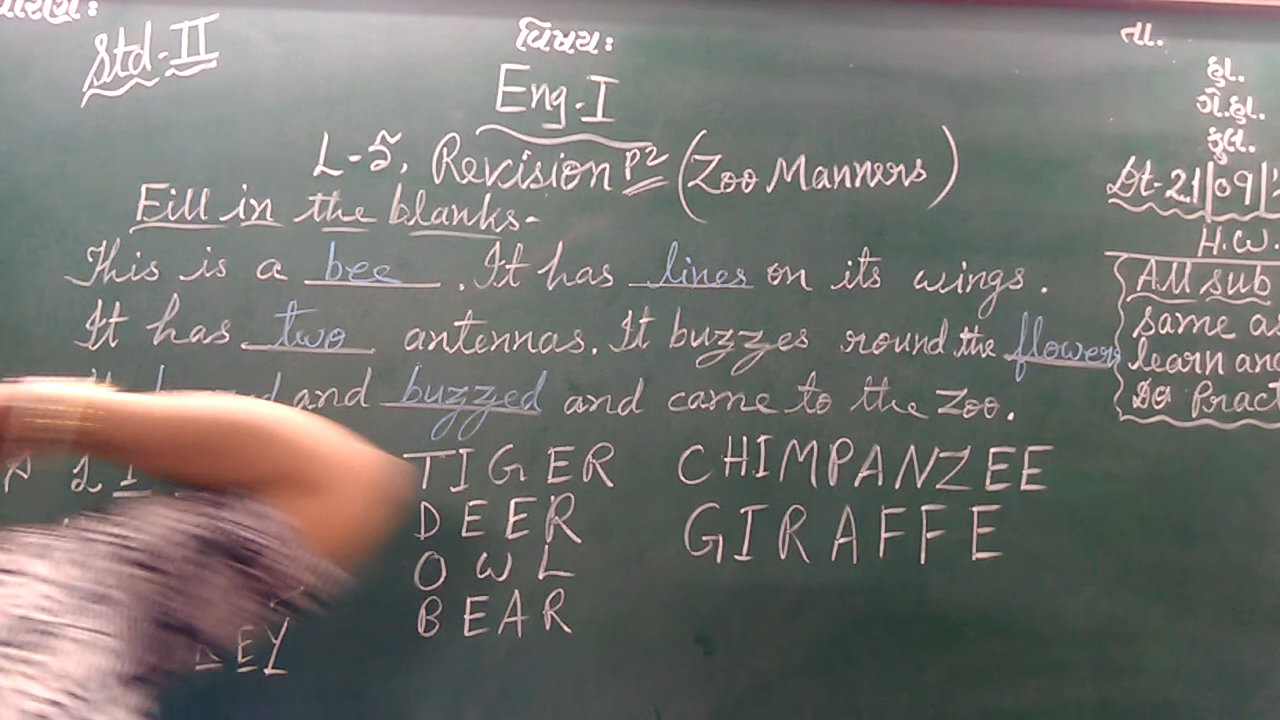 Std-II
વિષય:
તા.
હા.
ગે.હા.
કુલ.
Eng-I
L-5. Revision P2 (Zoo Manners)
Dt-21/09/
H.W.
Fill in the blanks-
This is a bee. It has lines on its wings.
It has two antennas. It buzzes round the flowers
and buzzed and came to the Zoo.
All sub
same as
learn and
Do Pract
TIGER CHIMPANZEE
DEER GIRAFFE
OWL
BEAR
EY